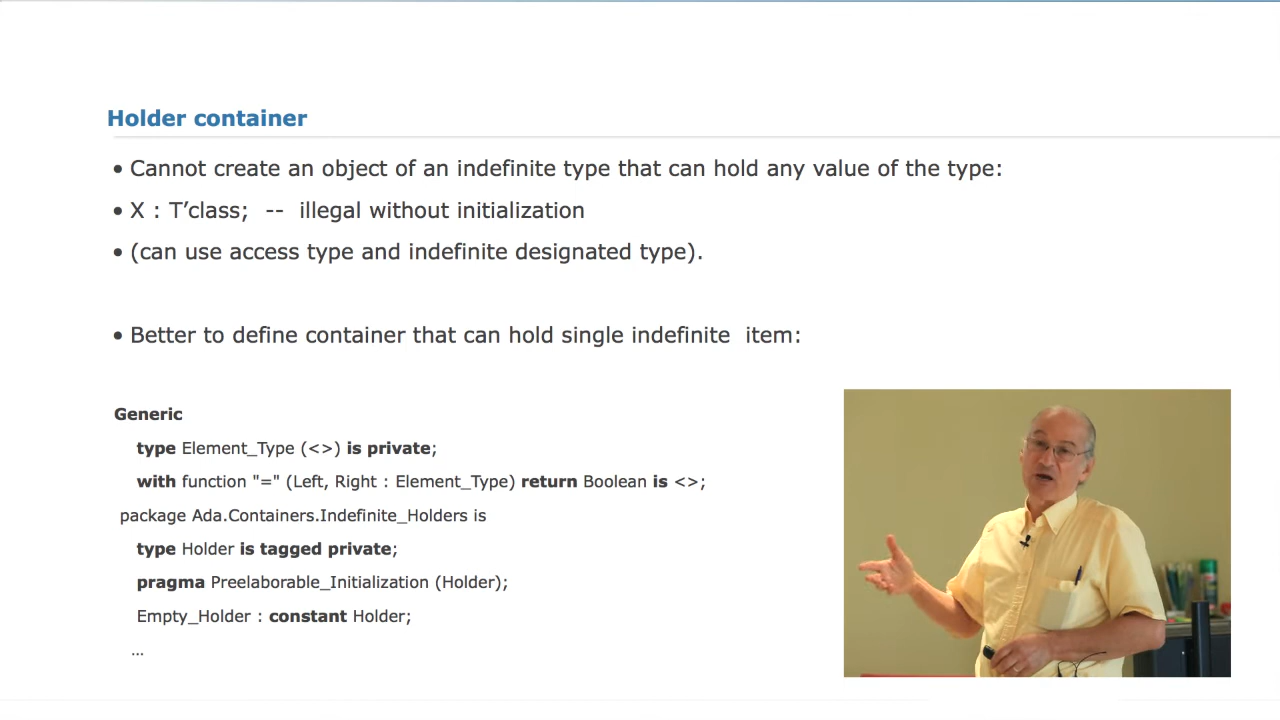 Holder container
• Cannot create an object of an indefinite type that can hold any value of the type:
• X : T’class;  --  illegal without initialization
• (can use access type and indefinite designated type).
• Better to define container that can hold single indefinite  item:
Generic
type Element_Type (<>) is private;
with function "=" (Left, Right : Element_Type) return Boolean is <>;
package Ada.Containers.Indefinite_Holders is
type Holder is tagged private;
pragma Preelaborable_Initialization (Holder);
Empty_Holder : constant Holder;
...